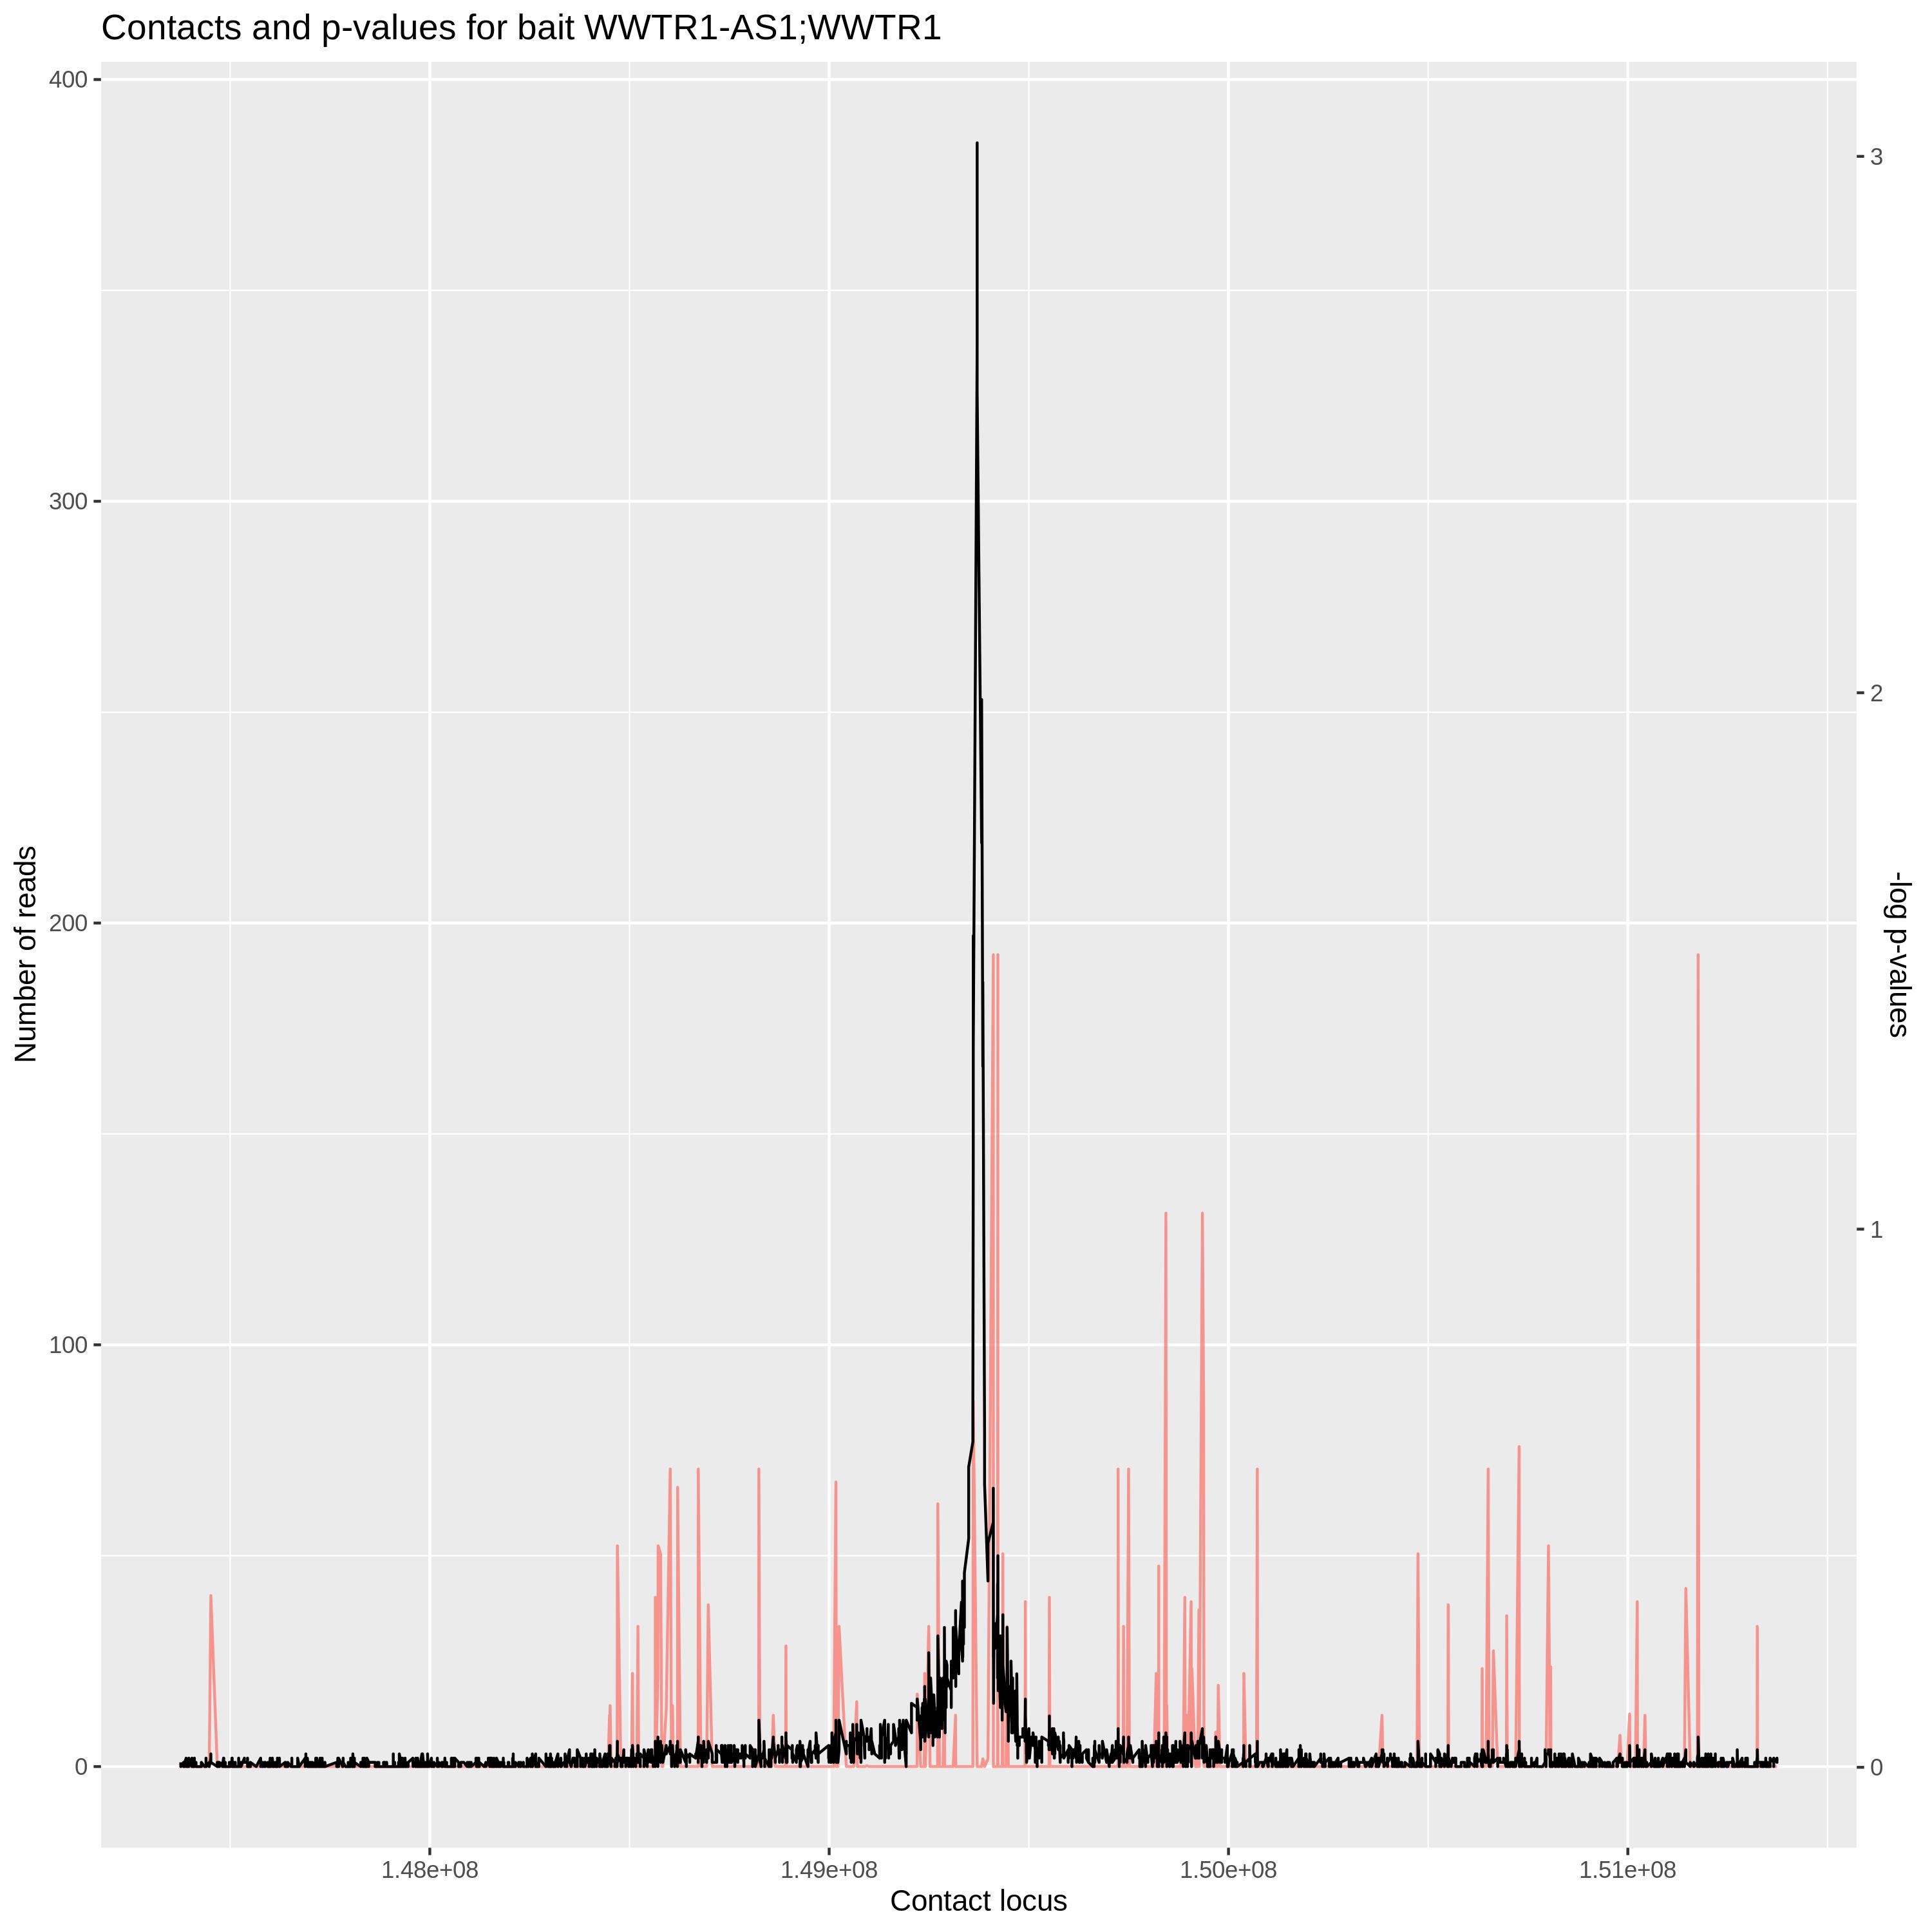 Contacts and p-values for bait WWTR1-AS1;WWTR1
400
300
200
100
0
Number of reads
3
2
1
0
-log p-values
1.48e+08
1.49e+08
1.50e+08
1.51e+08
Contact locus